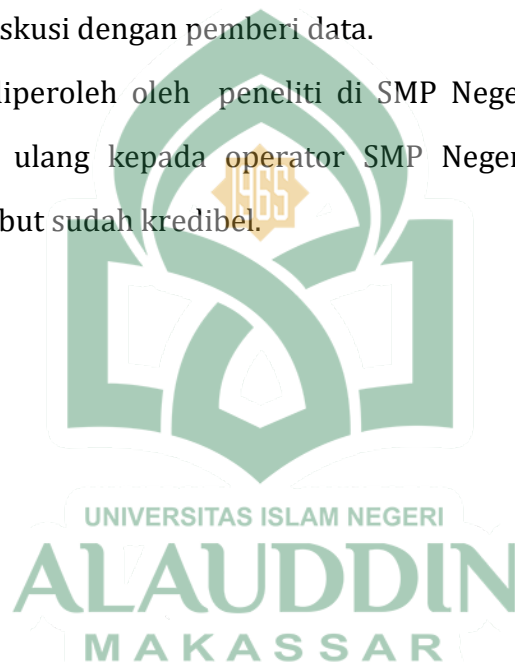 skusi dengan pemberi data.
diperoleh oleh peneliti di SMP Nege
ulang kepada operator SMP Neger
but sudah kredibel.
1965
UNIVERSITAS ISLAM NEGERI
ALAUDDIN
MAKASSAR